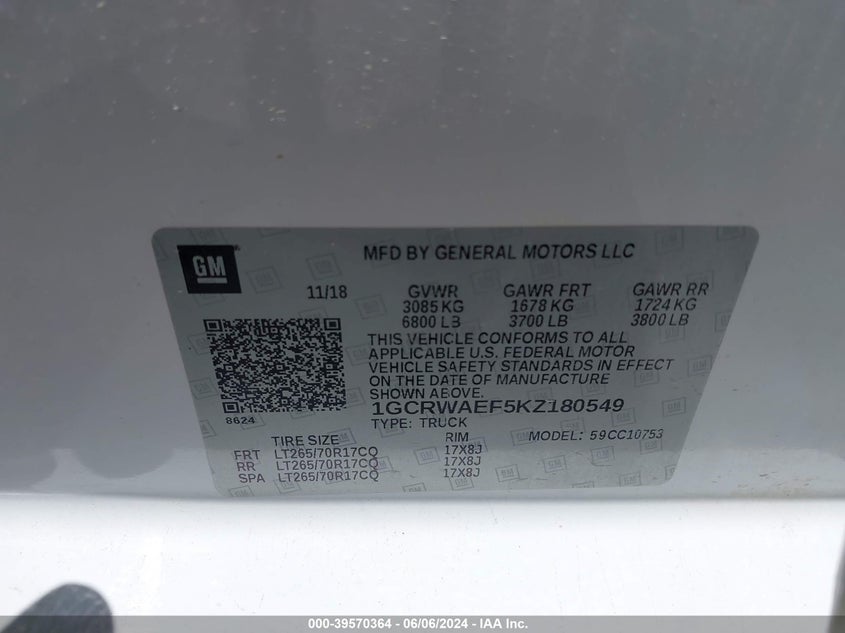 GM
MFD BY GENERAL MOTORS LLC
11/18 GVWR GAWR FRT GAWR RR
3085 KG 1678 KG 1724 KG
6800 LB 3700 LB 3800 LB
THIS VEHICLE CONFORMS TO ALL
APPLICABLE U.S. FEDERAL MOTOR
VEHICLE SAFETY STANDARDS IN EFFECT
ON THE DATE OF MANUFACTURE
SHOWN ABOVE.
8624
1GCRWAEF5KZ180549
TYPE: TRUCK MODEL: 59CC10753
TIRE SIZE RIM
FRT LT265/70R17CQ 17X8J
RR LT265/70R17CQ 17X8J
SPA LT265/70R17CQ 17X8J
000-39570364 - 06/06/2024 - IAA Inc.